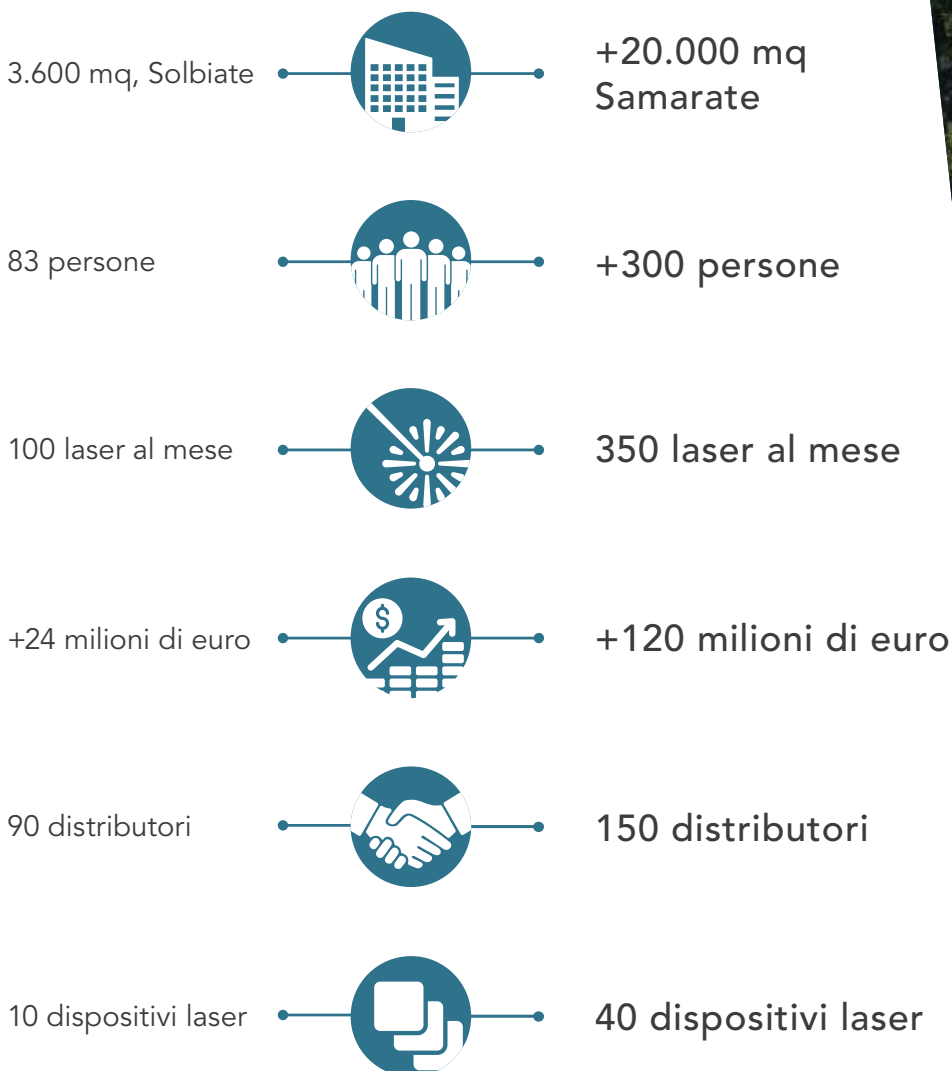 3.600 mq, Solbiate
+20.000 mq
Samarate
83 persone
+300 persone
100 laser al mese
350 laser al mese
$
+24 milioni di euro
+120 milioni di euro
90 distributori
150 distributori
10 dispositivi laser
40 dispositivi laser